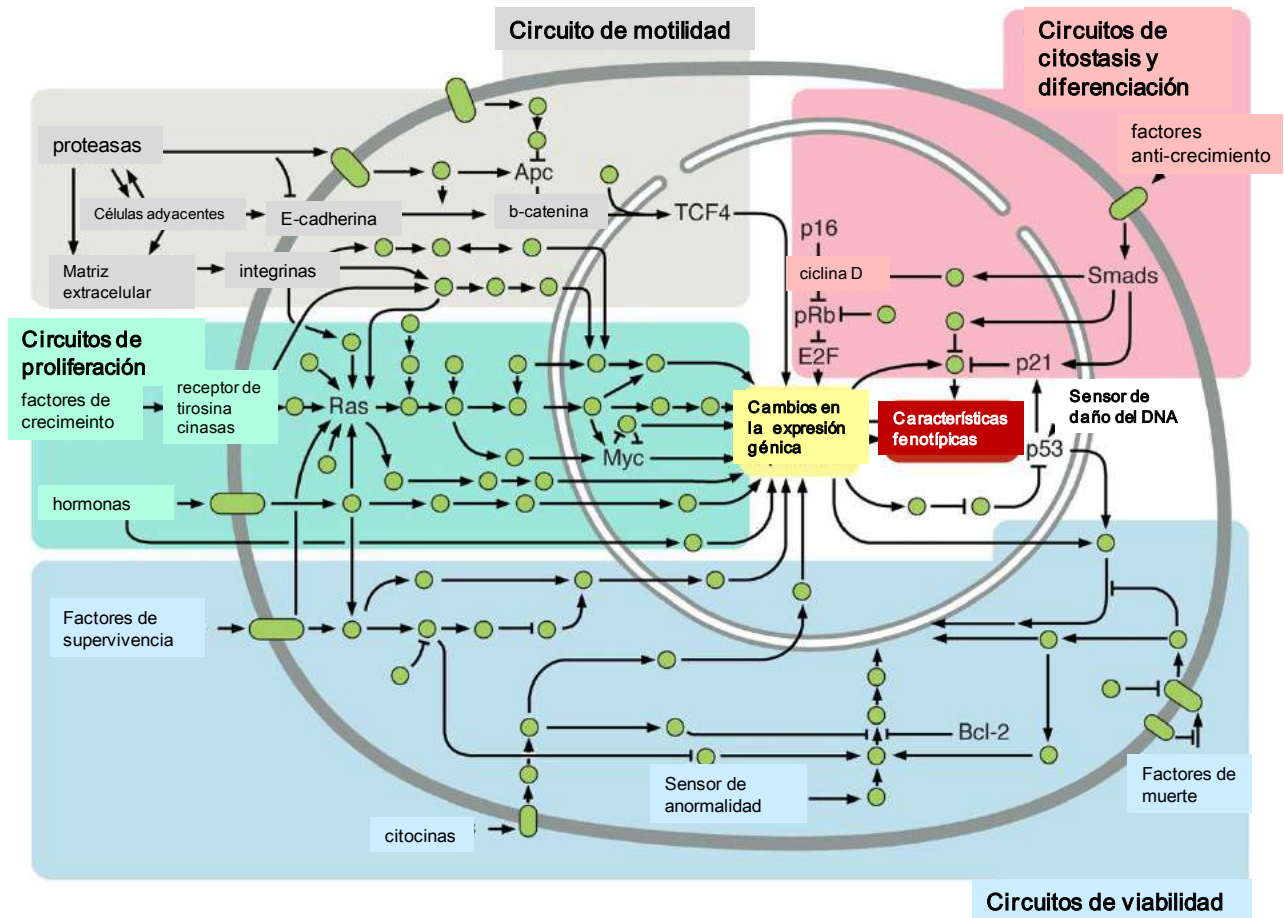 Circuito de motilidad
Circuitos de
citostasis y
diferenciación
factores
anti-crecimiento
proteasas
Apc
Células adyacentes
E-cadherina
b-catenina
TCF4
p16
Matriz
extracelular
integrinas
ciclina D
Smads
pRb
E2F
p21
Circuitos de
proliferación
factores de
crecimeinto
receptor de
tirosina
cinasas
Ras
Myc
Cambios en
la expresión
génica
Características
fenotípicas
Sensor de
daño del DNA
p53
hormonas
Factores de
supervivencia
Bcl-2
Sensor de
anormalidad
Factores de
muerte
citocinas
Circuitos de viabilidad